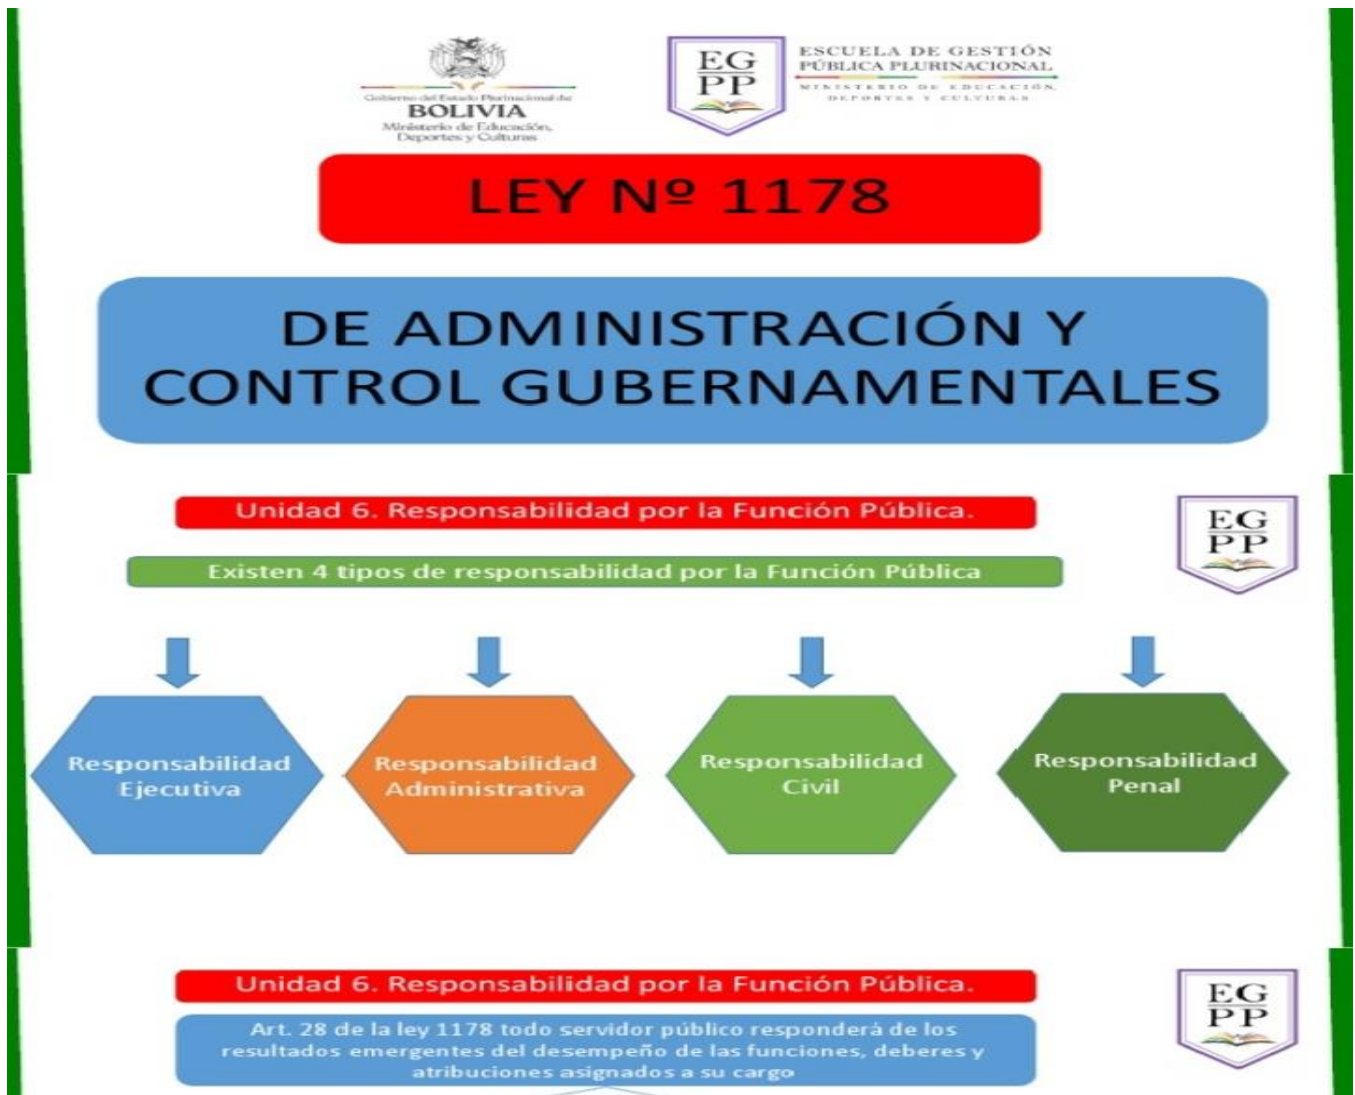 Gobierno del Estado Plurinacional de
BOLIVIA
Ministerio de Educación,
Deportes y Culturas
EG
PP
ESCUELA DE GESTIÓN
PÚBLICA PLURINACIONAL
MINISTERIO DE EDUCACIÓN,
DEPORTES Y CULTURAS
LEY Nº 1178
DE ADMINISTRACIÓN Y
CONTROL GUBERNAMENTALES
Unidad 6. Responsabilidad por la Función Pública.
EG
PP
Existen 4 tipos de responsabilidad por la Función Pública
Responsabilidad
Ejecutiva
Responsabilidad
Administrativa
Responsabilidad
Civil
Responsabilidad
Penal
Unidad 6. Responsabilidad por la Función Pública.
EG
PP
Art. 28 de la ley 1178 todo servidor público responderá de los
resultados emergentes del desempeño de las funciones, deberes y
atribuciones asignados a su cargo